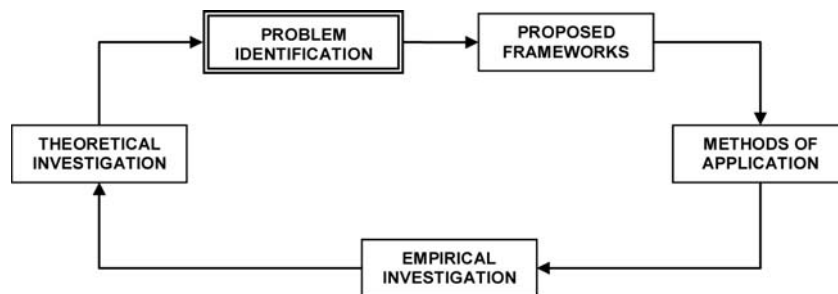 PROBLEM
IDENTIFICATION
PROPOSED
FRAMEWORKS
THEORETICAL
INVESTIGATION
METHODS OF
APPLICATION
EMPIRICAL
INVESTIGATION